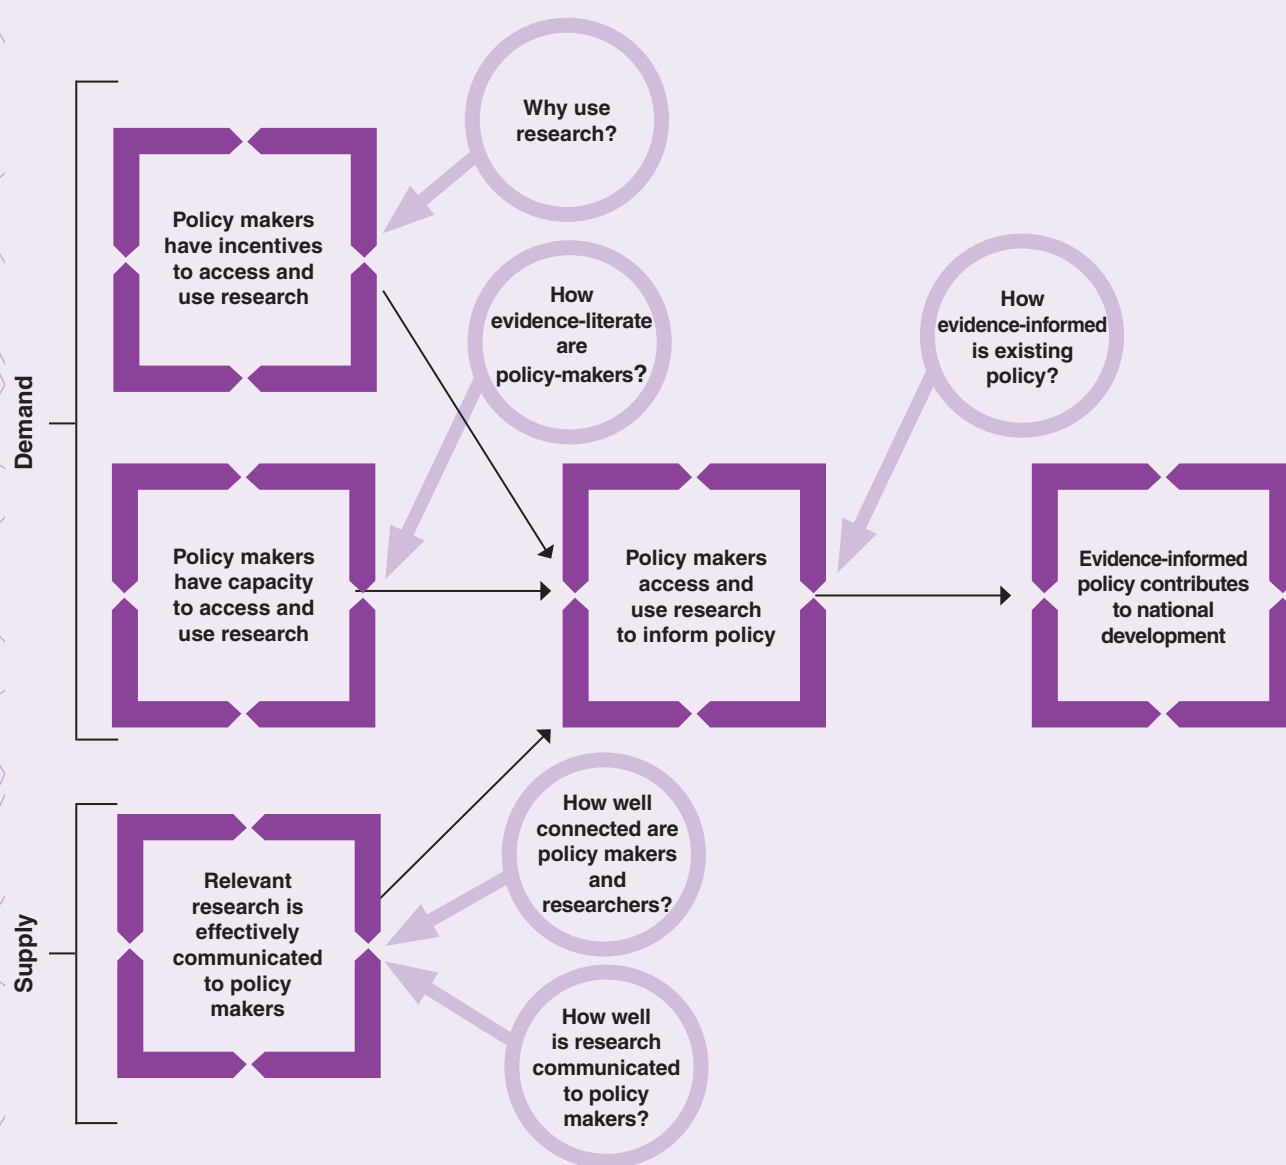 Demand
Policy makers
have incentives
to access and
use research
Why use
research?
How
evidence-literate
are
policy-makers?
Policy makers
have capacity
to access and
use research
Policy makers
access and
use research
to inform policy
How
evidence-informed
is existing
policy?
Evidence-informed
policy contributes
to national
development
Supply
Relevant
research is
effectively
communicated
to policy
makers
How well
connected are
policy makers
and
researchers?
How well
is research
communicated
to policy
makers?